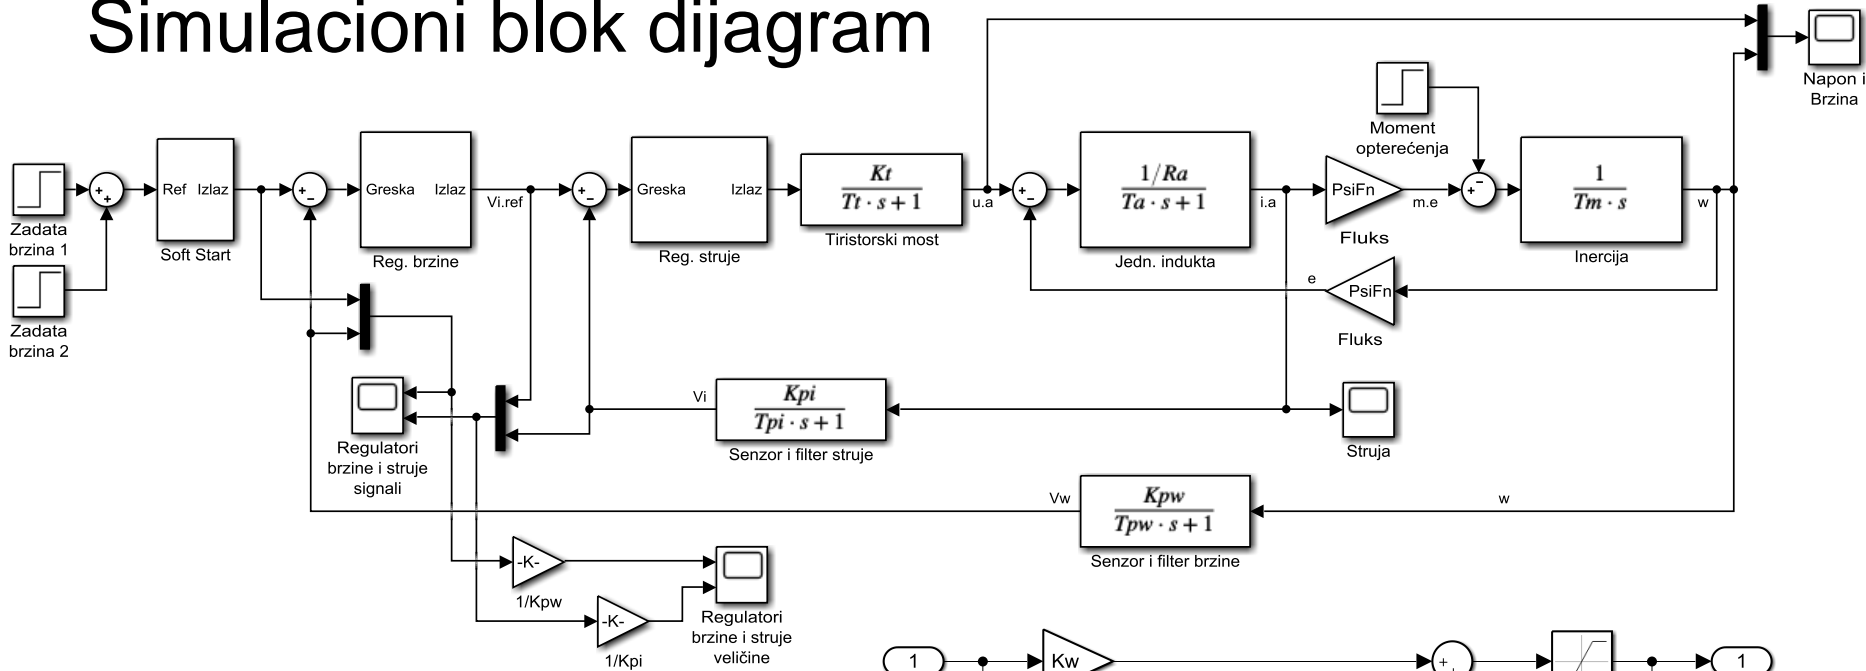 Simulacioni blok dijagram
Napon i
Brzina
Moment
opterećenja
Zadata
brzina 1
Ref Izlaz
Soft Start
+
+
+
-
Greska Izlaz
Reg. brzine
Vi.ref
+
-
Greska Izlaz
Reg. struje
Kt
Tt · s + 1
Tiristorski most
u.a
+
-
1/Ra
Ta · s + 1
Jedn. indukta
i.a
PsiFn
Fluks
m.e
+
-
1
Tm · s
Inercija
w
Zadata
brzina 2
e
PsiFn
Fluks
Regulatori
brzine i struje
signali
Vi
Kpi
Tpi · s + 1
Senzor i filter struje
Struja
Vw
Kpw
Tpw · s + 1
Senzor i filter brzine
w
-K-
1/Kpw
-K-
1/Kpi
Regulatori
brzine i struje
veličine
1
Kw
+
1